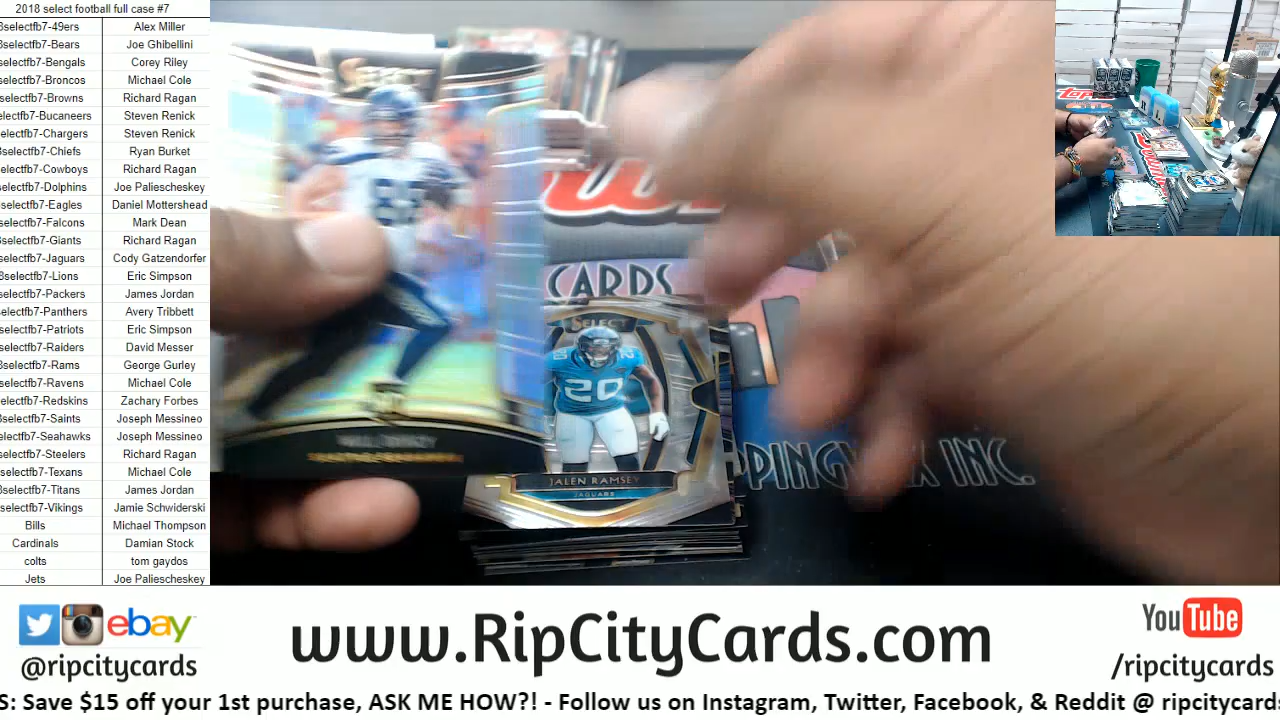 2018 select football full case #7
8selectfb7-49ers Alex Miller
8selectfb7-Bears Joe Ghibellini
selectfb7-Bengals Corey Riley
selectfb7-Broncos Michael Cole
selectfb7-Browns Richard Ragan
electfb7-Bucaneers Steven Renick
electfb7-Chargers Steven Renick
8selectfb7-Chiefs Ryan Burket
electfb7-Cowboys Richard Ragan
selectfb7-Dolphins Joe Paliescheskey
selectfb7-Eagles Daniel Mottershead
selectfb7-Falcons Mark Dean
8selectfb7-Giants Richard Ragan
selectfb7-Jaguars Cody Gatzendorfer
8selectfb7-Lions Eric Simpson
selectfb7-Packers James Jordan
electfb7-Panthers Avery Tribbett
selectfb7-Patriots Eric Simpson
selectfb7-Raiders David Messer
8selectfb7-Rams George Gurley
selectfb7-Ravens Michael Cole
electfb7-Redskins Zachary Forbes
8selectfb7-Saints Joseph Messineo
electfb7-Seahawks Joseph Messineo
selectfb7-Steelers Richard Ragan
selectfb7-Texans Michael Cole
8selectfb7-Titans James Jordan
selectfb7-Vikings Jamie Schwiderski
Bills Michael Thompson
Cardinals Damian Stock
colts tom gaydos
Jets Joe Paliescheskey
CARDS
SELECT
20
JALEN RAMSEY
JAGUARS
INC.
ebay
@ripcitycards
www.RipCityCards.com
YouTube
/ripcitycards
S: Save $15 off your 1st purchase, ASK ME HOW?! - Follow us on Instagram, Twitter, Facebook, & Reddit @ ripcitycards